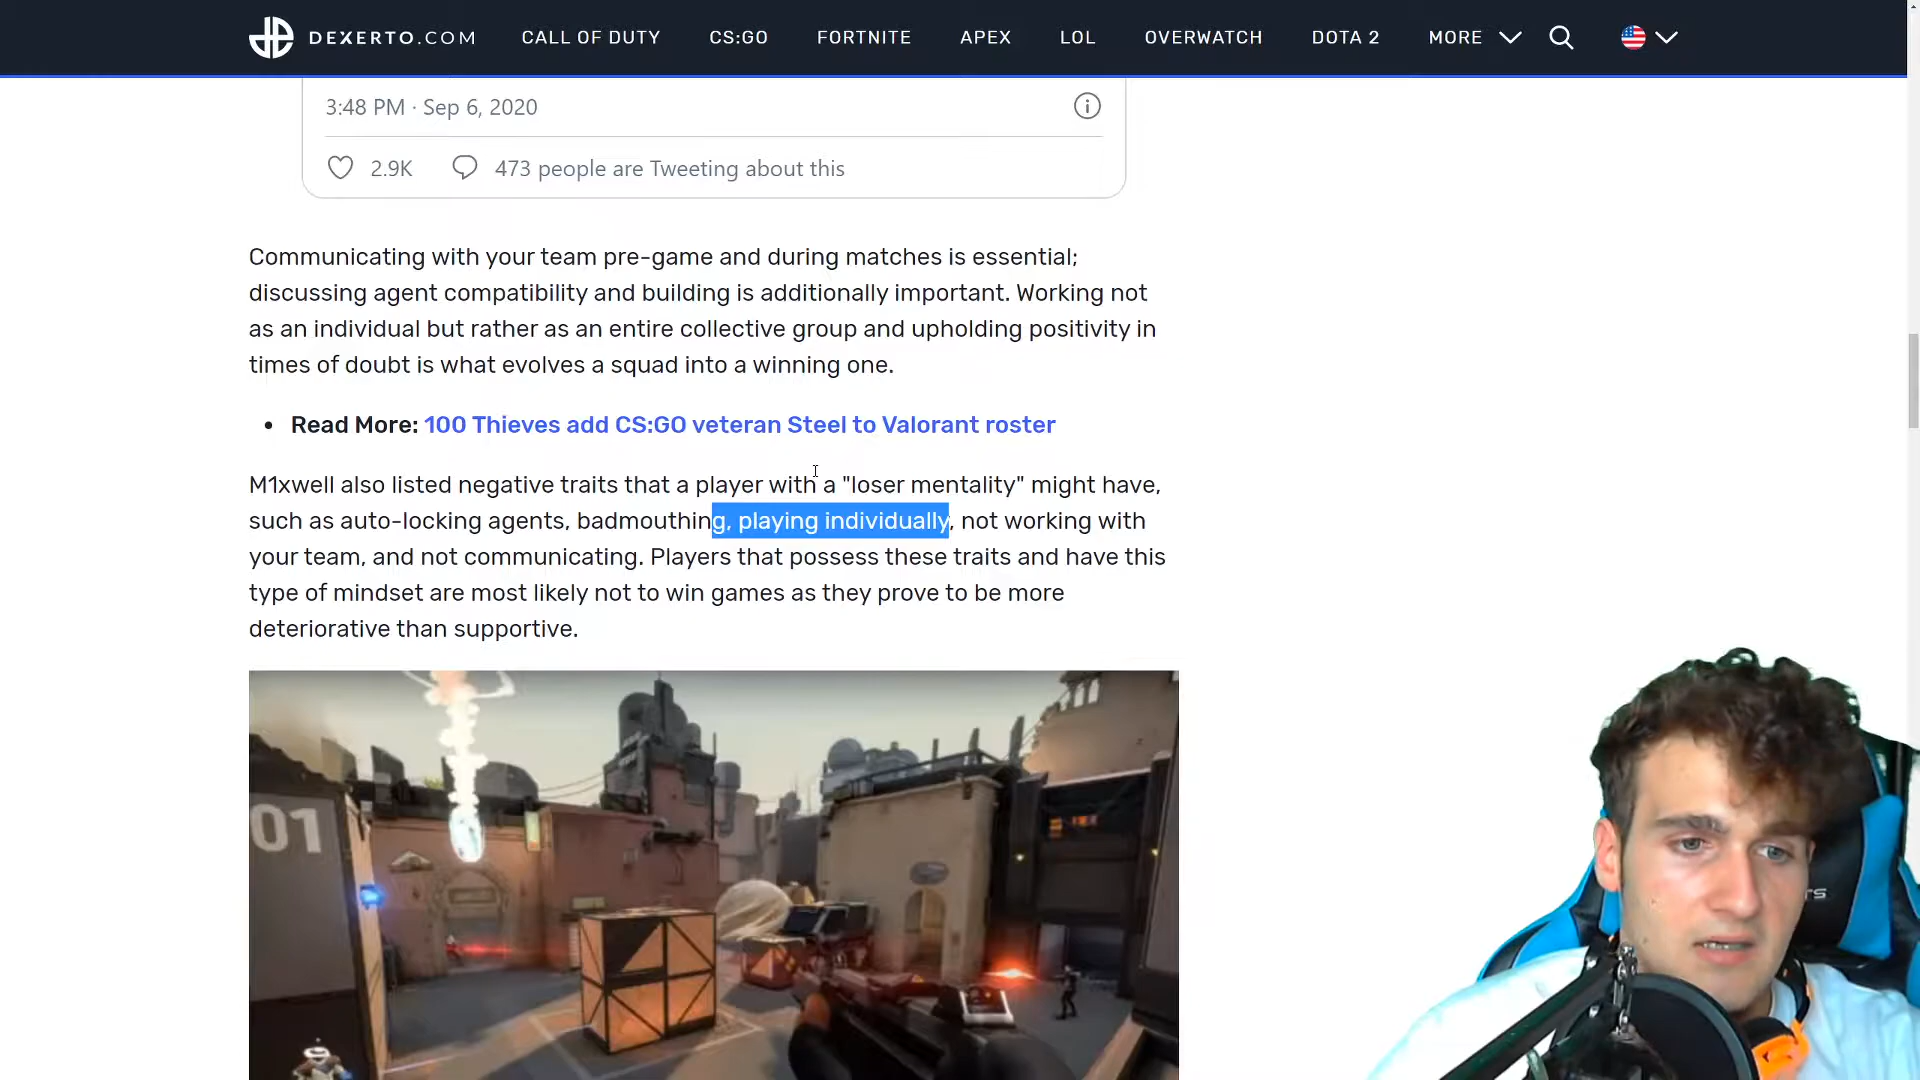 DEXERTO.COM CALL OF DUTY CS:GO FORTNITE APEX LOL OVERWATCH DOTA 2 MORE
3:48 PM · Sep 6, 2020
2.9K 473 people are Tweeting about this
Communicating with your team pre-game and during matches is essential;
discussing agent compatibility and building is additionally important. Working not
as an individual but rather as an entire collective group and upholding positivity in
times of doubt is what evolves a squad into a winning one.
• Read More: 100 Thieves add CS:GO veteran Steel to Valorant roster
M1xwell also listed negative traits that a player with a "loser mentality" might have,
such as auto-locking agents, badmouthing, playing individually, not working with
your team, and not communicating. Players that possess these traits and have this
type of mindset are most likely not to win games as they prove to be more
deteriorative than supportive.
01